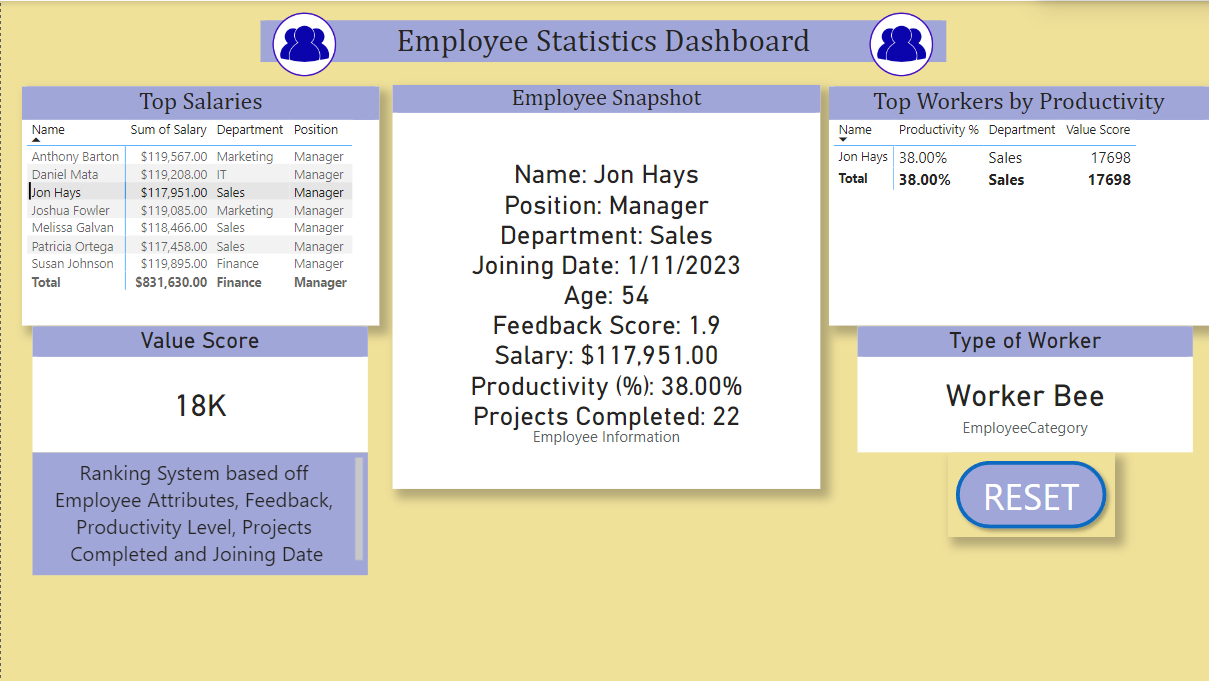 Employee Statistics Dashboard
Top Salaries
Name Sum of Salary Department Position
Anthony Barton $119,567.00 Marketing Manager
Daniel Mata $119,208.00 IT Manager
Jon Hays $117,951.00 Sales Manager
Joshua Fowler $119,085.00 Marketing Manager
Melissa Galvan $118,466.00 Sales Manager
Patricia Ortega $117,458.00 Sales Manager
Susan Johnson $119,895.00 Finance Manager
Total $831,630.00 Finance Manager
Employee Snapshot
Name: Jon Hays
Position: Manager
Department: Sales
Joining Date: 1/11/2023
Age: 54
Feedback Score: 1.9
Salary: $117,951.00
Productivity (%): 38.00%
Projects Completed: 22
Employee Information
Top Workers by Productivity
Name Productivity % Department Value Score
Jon Hays 38.00% Sales 17698
Total 38.00% Sales 17698
Value Score
18K
Ranking System based off
Employee Attributes, Feedback,
Productivity Level, Projects
Completed and Joining Date
Type of Worker
Worker Bee
EmployeeCategory
RESET